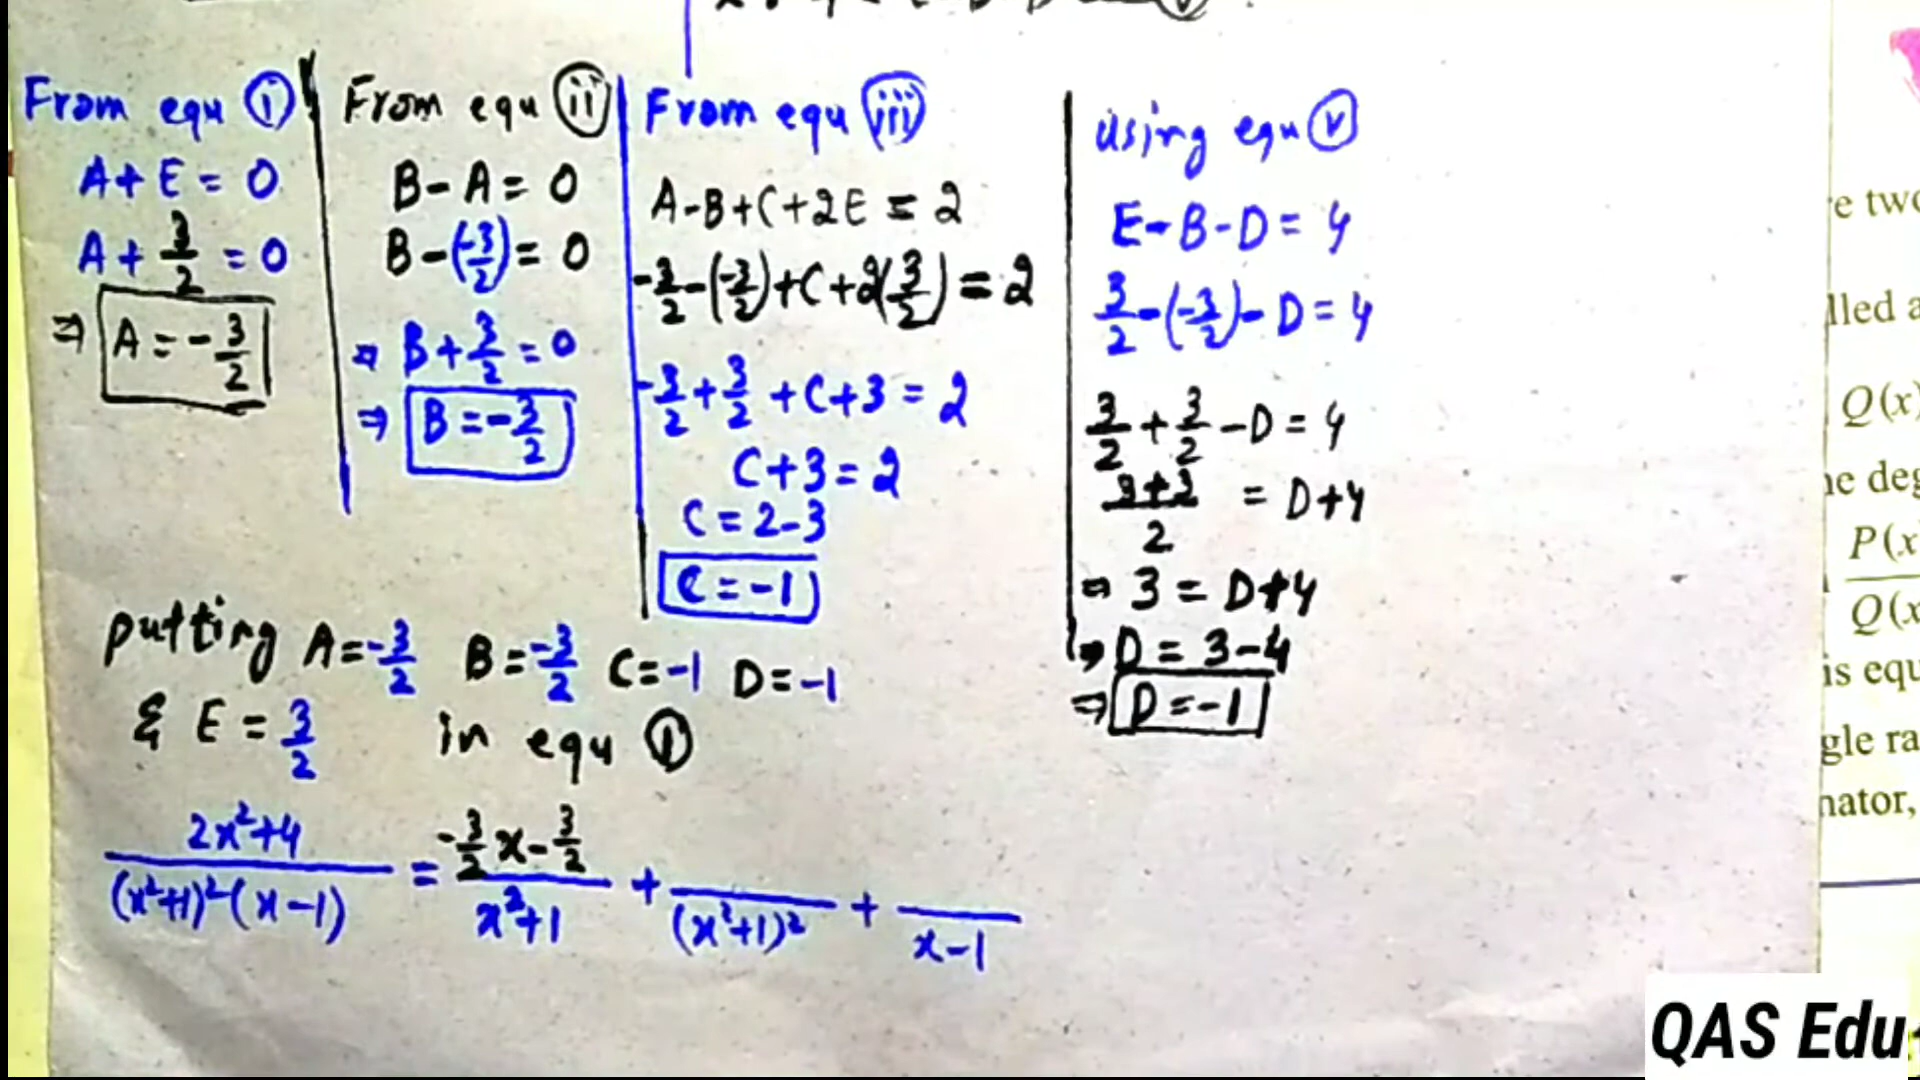 From equ (i)
A + E = 0
A + 3/2 = 0
⇒ A = -3/2
From equ (ii)
B - A = 0
B - (-3/2) = 0
⇒ B + 3/2 = 0
⇒ B = -3/2
From equ (iii)
A - B + C + 2E = 2
-3/2 - (-3/2) + C + 2(3/2) = 2
-3/2 + 3/2 + C + 3 = 2
C + 3 = 2
C = 2 - 3
C = -1
using equ (v)
E - B - D = 4
3/2 - (-3/2) - D = 4
3/2 + 3/2 - D = 4
3+3/2 = D + 4
⇒ 3 = D + 4
⇒ D = 3 - 4
⇒ D = -1
putting A = -3/2 B = -3/2 C = -1 D = -1
& E = 3/2 in equ (1)
2x²+4/(x²+1)²(x-1) = -3/2 x - 3/2/x²+1 + /(x²+1)² + /x-1
e two
lled a
Q(x)
ne deg
P(x
Q(x
is equ
gle ra
nator,
QAS Edu